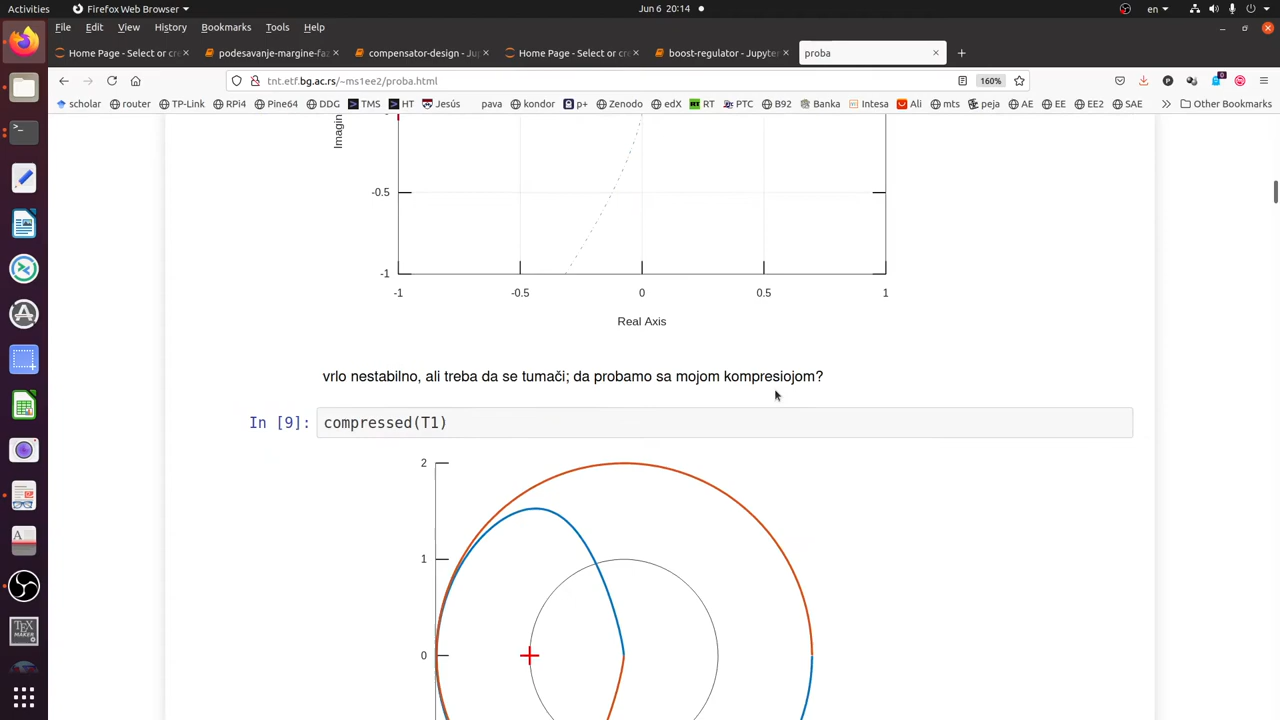 Activities Firefox Web Browser Jun 6 20:14 en
File Edit View History Bookmarks Tools Help
Home Page - Select or cre podesavanje-margine-faz compensator-design - Jup Home Page - Select or cre boost-regulator - Jupyter proba
tnt.etf.bg.ac.rs/~ms1ee2/proba.html 160%
scholar router TP-Link RPi4 Pine64 DDG TMS HT Jesús pava kondor p+ Zenodo edX RT PTC B92 Banka Intesa Ali mts peja AE EE EE2 SAE Other Bookmarks
Imagin
-0.5
-1
-1 -0.5 0 0.5 1
Real Axis
vrlo nestabilno, ali treba da se tumači; da probamo sa mojom kompresiojom?
In [9]: compressed(T1)
2
1
0